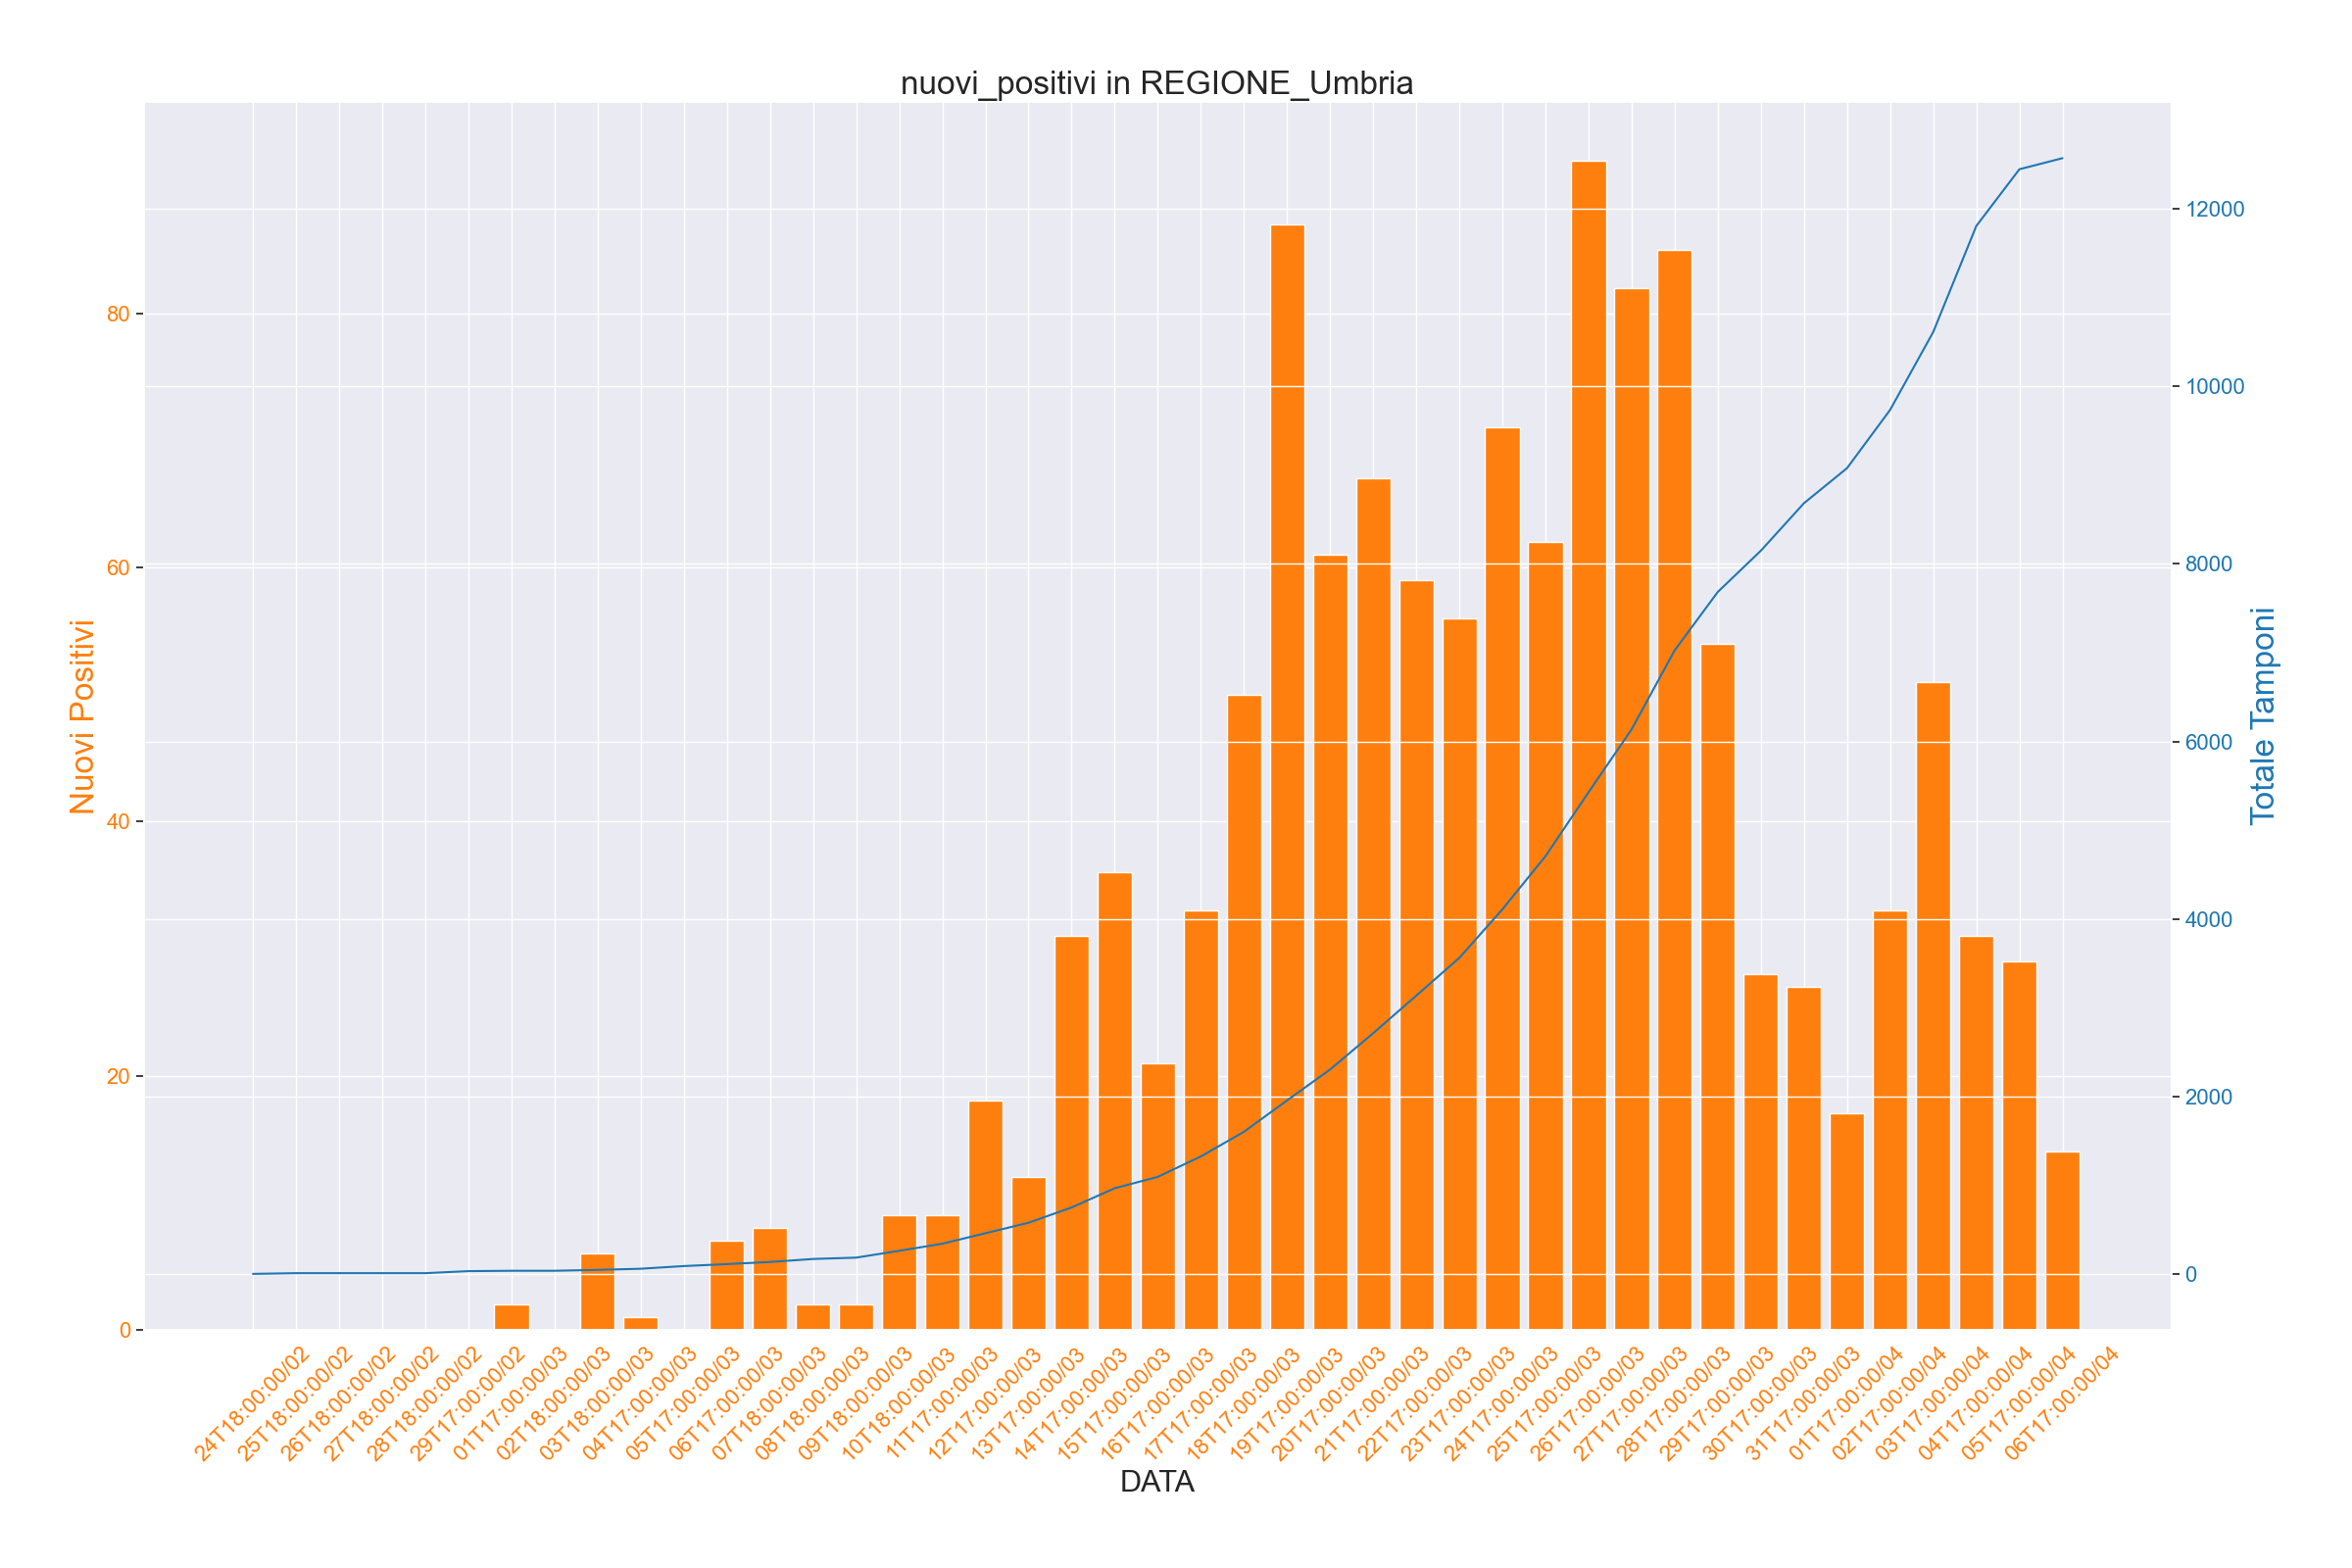 nuovi_positivi in REGIONE_Umbria
80
60
40
20
0
Nuovi Positivi
12000
10000
8000
6000
4000
2000
0
Totale Tamponi
24T18:00:00/02
25T18:00:00/02
26T18:00:00/02
27T18:00:00/02
28T18:00:00/02
29T17:00:00/02
01T17:00:00/03
02T18:00:00/03
03T18:00:00/03
04T17:00:00/03
05T17:00:00/03
06T17:00:00/03
07T18:00:00/03
08T18:00:00/03
09T18:00:00/03
10T18:00:00/03
11T17:00:00/03
12T17:00:00/03
13T17:00:00/03
14T17:00:00/03
15T17:00:00/03
16T17:00:00/03
17T17:00:00/03
18T17:00:00/03
19T17:00:00/03
20T17:00:00/03
21T17:00:00/03
22T17:00:00/03
23T17:00:00/03
24T17:00:00/03
25T17:00:00/03
26T17:00:00/03
27T17:00:00/03
28T17:00:00/03
29T17:00:00/03
30T17:00:00/03
31T17:00:00/03
01T17:00:00/04
02T17:00:00/04
03T17:00:00/04
04T17:00:00/04
05T17:00:00/04
06T17:00:00/04
DATA